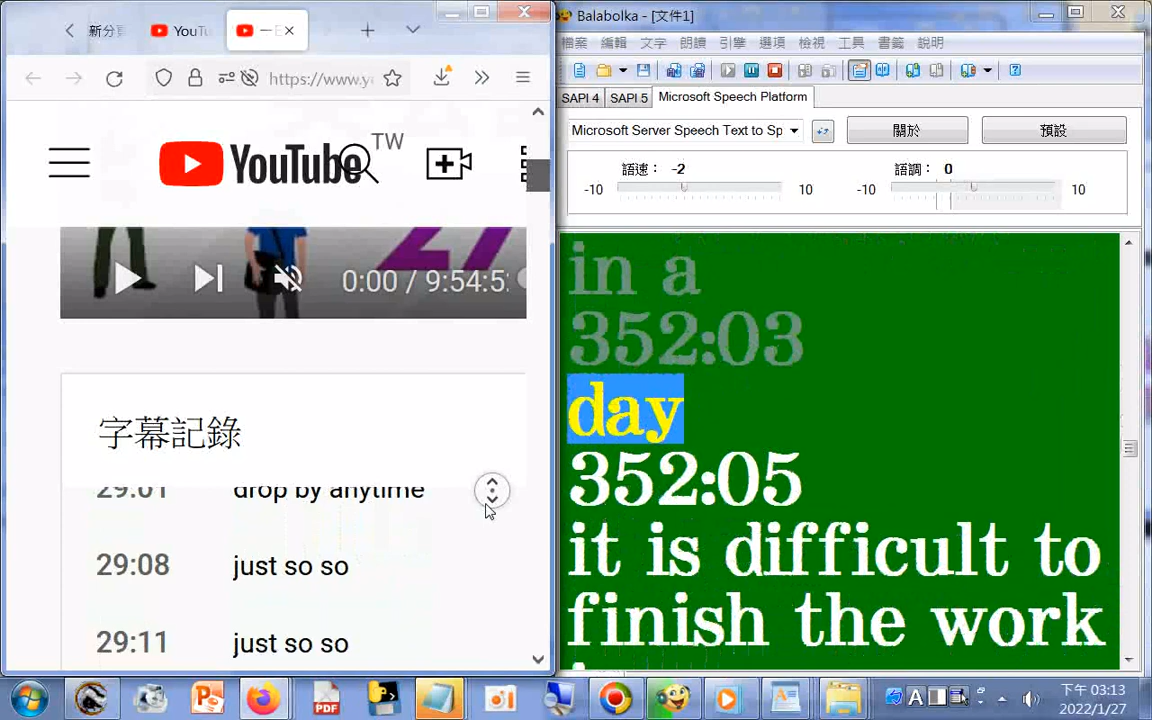 新分
YouTu
一 E
https://www.y
YouTube
TW
27
0:00 / 9:54:5
字幕記錄
29:01 drop by anytime
29:08 just so so
29:11 just so so
Balabolka - [文件1]
檔案 編輯 文字 朗讀 引擎 選項 檢視 工具 書籤 說明
SAPI 4 SAPI 5 Microsoft Speech Platform
Microsoft Server Speech Text to Sp 關於 預設
語速： -2 語調： 0
-10 10 -10 10
in a
352:03
day
352:05
it is difficult to
finish the work
PDF
A
下午 03:13
2022/1/27